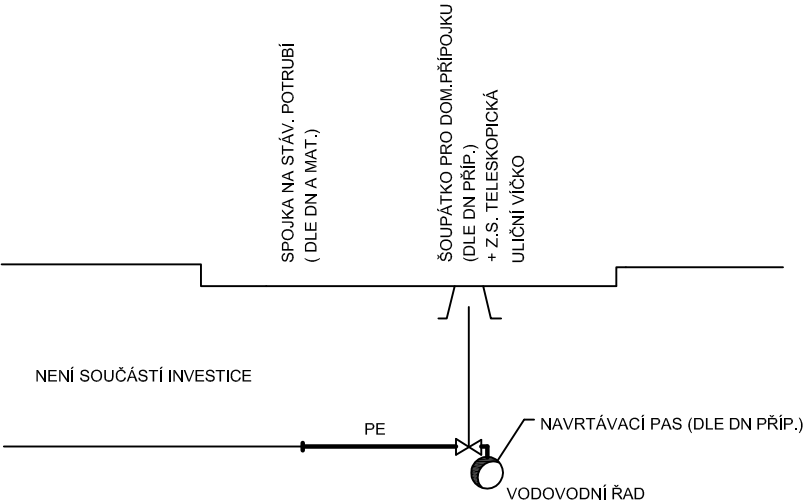 SPOJKA NA STÁV. POTRUBÍ
( DLE DN A MAT.)
ŠOUPÁTKO PRO DOM.PŘÍPOJKU
(DLE DN PŘÍP.)
+ Z.S. TELESKOPICKÁ
ULIČNÍ VÍČKO
NENÍ SOUČÁSTÍ INVESTICE
PE
NAVRTÁVACÍ PAS (DLE DN PŘÍP.)
VODOVODNÍ ŘAD